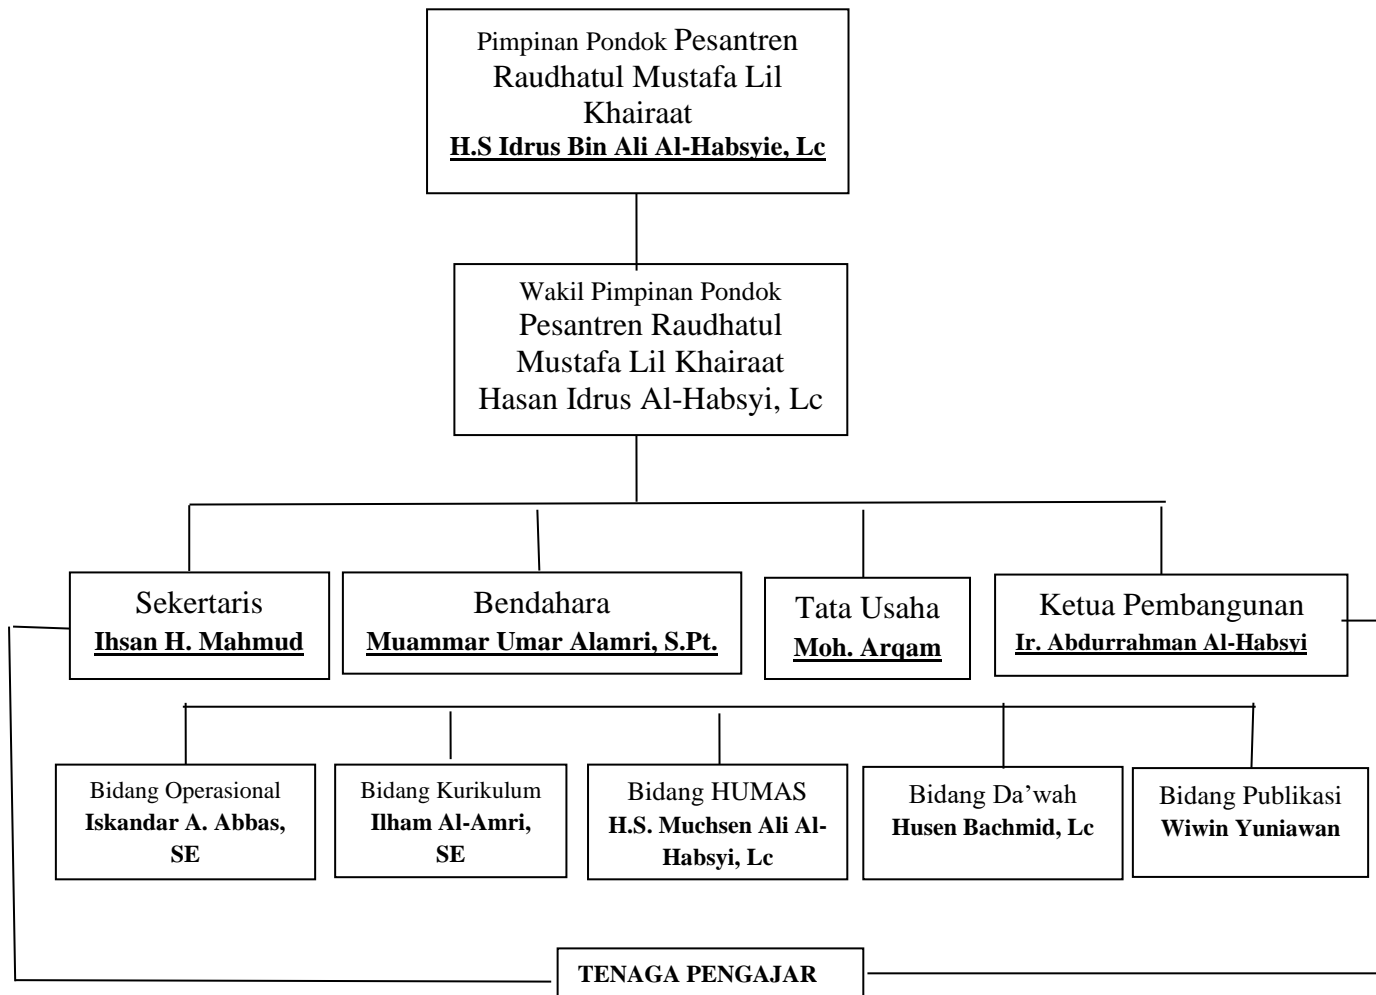 Pimpinan Pondok Pesantren
Raudhatul Mustafa Lil
Khairaat
H.S Idrus Bin Ali Al-Habsyie, Lc
Wakil Pimpinan Pondok
Pesantren Raudhatul
Mustafa Lil Khairaat
Hasan Idrus Al-Habsyi, Lc
Sekertaris
Ihsan H. Mahmud
Bendahara
Muammar Umar Alamri, S.Pt.
Tata Usaha
Moh. Arqam
Ketua Pembangunan
Ir. Abdurrahman Al-Habsyi
Bidang Operasional
Iskandar A. Abbas,
SE
Bidang Kurikulum
Ilham Al-Amri,
SE
Bidang HUMAS
H.S. Muchsen Ali Al-
Habsyi, Lc
Bidang Da’wah
Husen Bachmid, Lc
Bidang Publikasi
Wiwin Yuniawan
TENAGA PENGAJAR